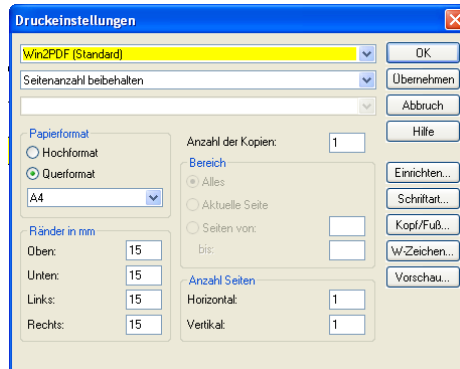 Druckeinstellungen
Win2PDF (Standard)
Seitenanzahl beibehalten
Papierformat
Hochformat
Querformat
A4
Ränder in mm
Oben: 15
Unten: 15
Links: 15
Rechts: 15
Anzahl der Kopien: 1
Bereich
Alles
Aktuelle Seite
Seiten von:
bis:
Anzahl Seiten
Horizontal: 1
Vertikal: 1
OK
Übernehmen
Abbruch
Hilfe
Einrichten...
Schriftart...
Kopf/Fuß...
W-Zeichen...
Vorschau...